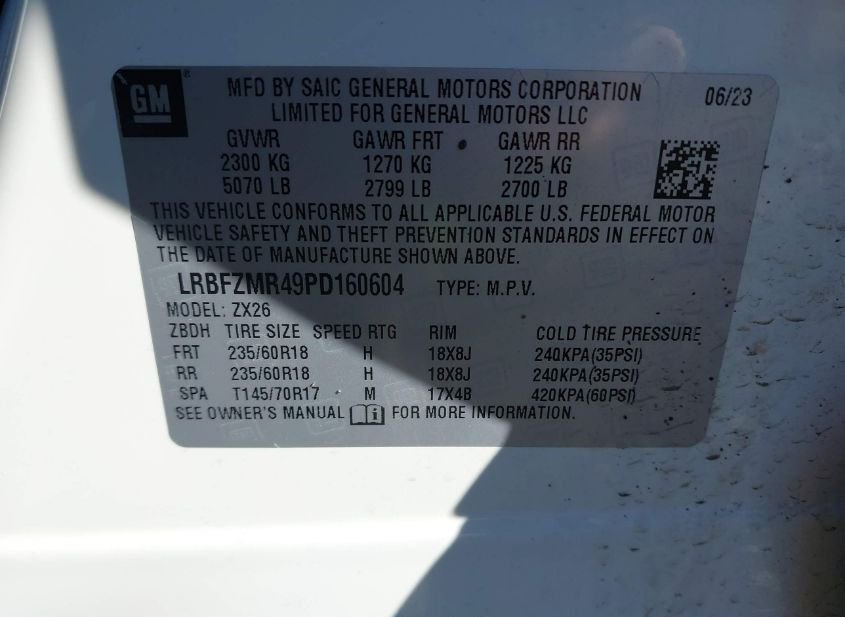 GM ®
MFD BY SAIC GENERAL MOTORS CORPORATION 06/23
LIMITED FOR GENERAL MOTORS LLC
GVWR GAWR FRT GAWR RR
2300 KG 1270 KG 1225 KG
5070 LB 2799 LB 2700 LB
THIS VEHICLE CONFORMS TO ALL APPLICABLE U.S. FEDERAL MOTOR
VEHICLE SAFETY AND THEFT PREVENTION STANDARDS IN EFFECT ON
THE DATE OF MANUFACTURE SHOWN ABOVE.
LRBFZMR49PD160604 TYPE: M.P.V.
MODEL: ZX26
ZBDH TIRE SIZE SPEED RTG RIM COLD TIRE PRESSURE
FRT 235/60R18 H 18X8J 240KPA(35PSI)
RR 235/60R18 H 18X8J 240KPA(35PSI)
SPA T145/70R17 M 17X4B 420KPA(60PSI)
SEE OWNER'S MANUAL FOR MORE INFORMATION.